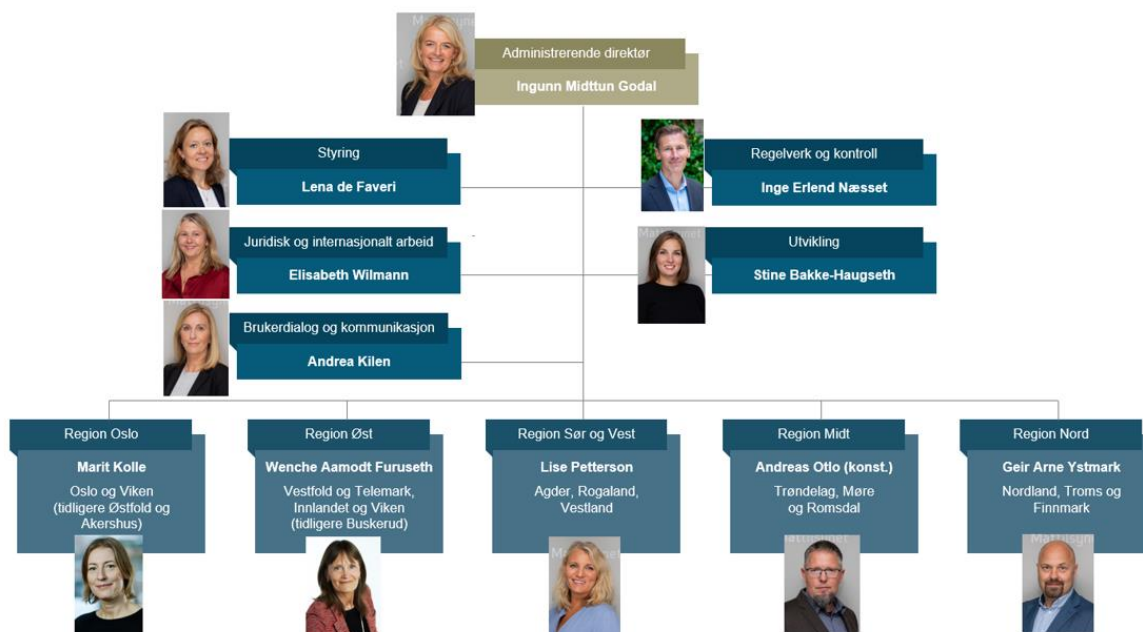 Administrerende direktør
Ingunn Midttun Godal
Styring
Lena de Faveri
Regelverk og kontroll
Inge Erlend Næsset
Juridisk og internasjonalt arbeid
Elisabeth Wilmann
Utvikling
Stine Bakke-Haugseth
Brukerdialog og kommunikasjon
Andrea Kilen
Region Oslo
Marit Kolle
Oslo og Viken
(tidligere Østfold og
Akershus)
Region Øst
Wenche Aamodt Furuseth
Vestfold og Telemark,
Innlandet og Viken
(tidligere Buskerud)
Region Sør og Vest
Lise Petterson
Agder, Rogaland,
Vestland
Region Midt
Andreas Otlo (konst.)
Trøndelag, Møre
og Romsdal
Region Nord
Geir Arne Ystmark
Nordland, Troms og
Finnmark